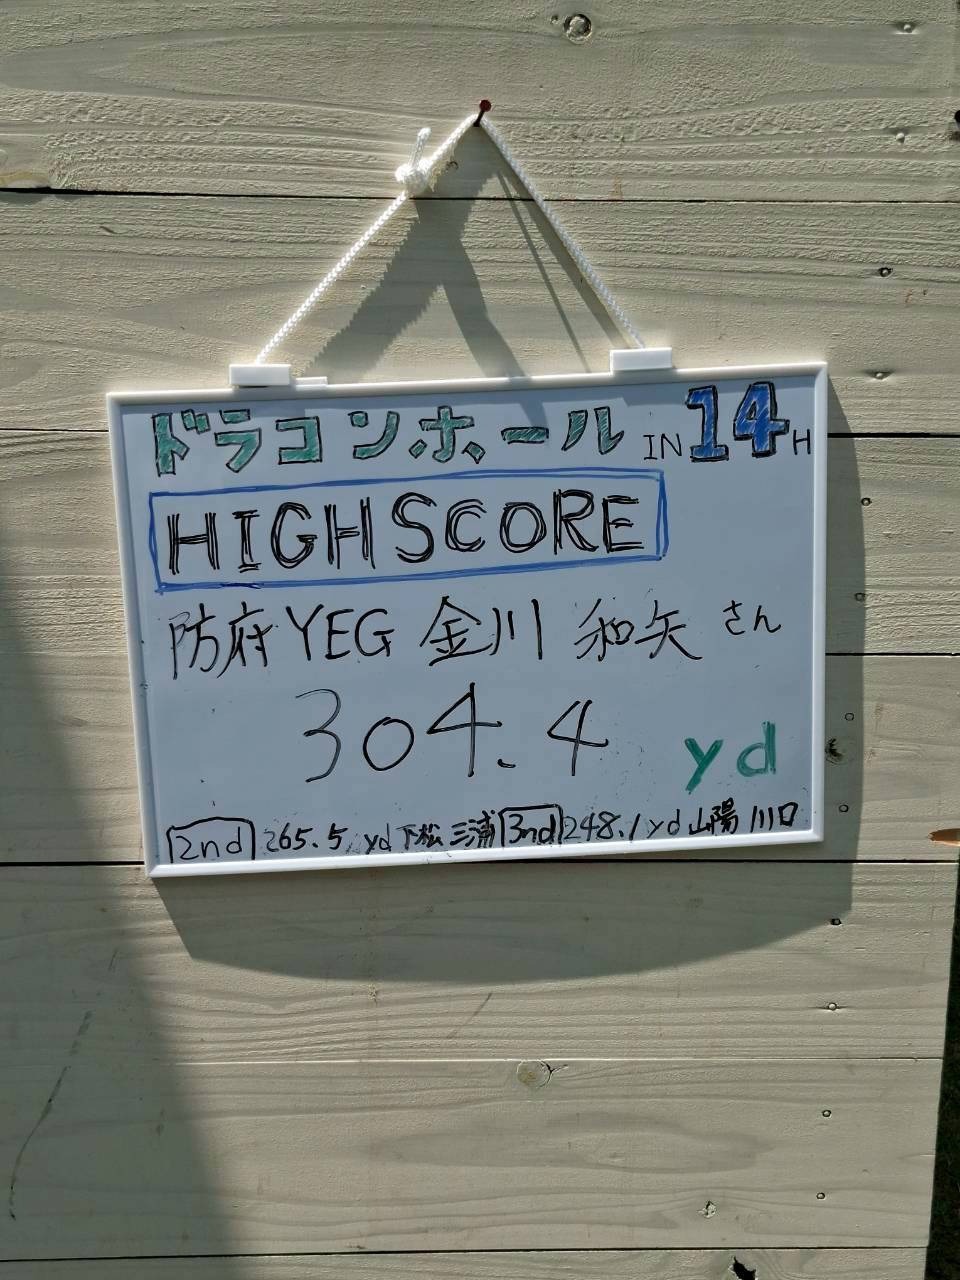 ドラコンホール IN 14 H
HIGH SCORE
防府YEG 金川 和矢 さん
304.4 yd
2nd 265.5 yd 下松 三浦 3nd 248.1 yd 山陽 川口